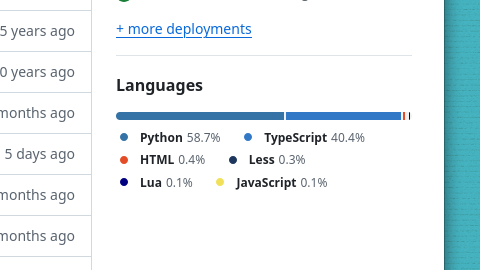 5 years ago
+ more deployments
0 years ago
Languages
months ago
Python 58.7%
TypeScript 40.4%
5 days ago
HTML 0.4%
Less 0.3%
Lua 0.1%
JavaScript 0.1%
months ago
months ago